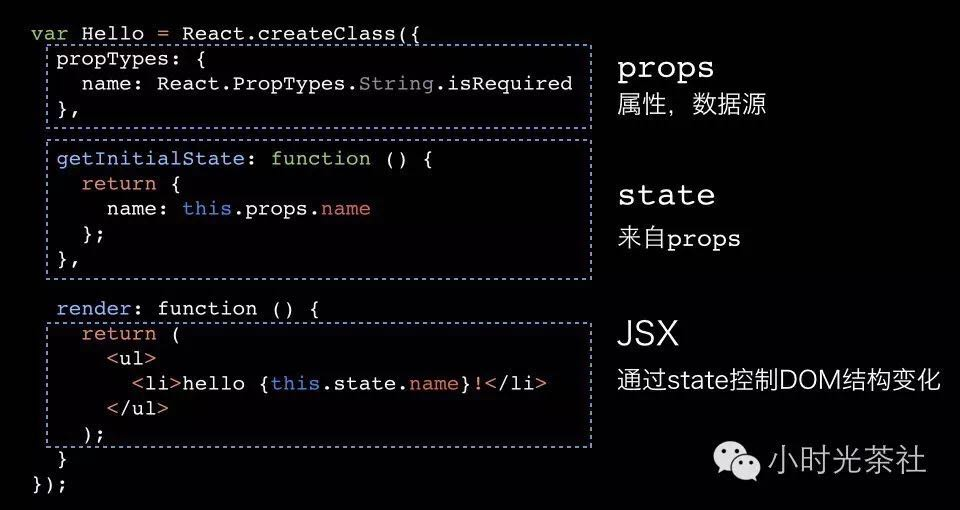 var Hello = React.createClass({
propTypes: {
name: React.PropTypes.String.isRequired
},
props
属性，数据源
getInitialState: function () {
return {
name: this.props.name
};
},
state
来自props
render: function () {
return (
<ul>
<li>hello {this.state.name}!</li>
</ul>
);
}
});
JSX
通过state控制DOM结构变化
小时光茶社